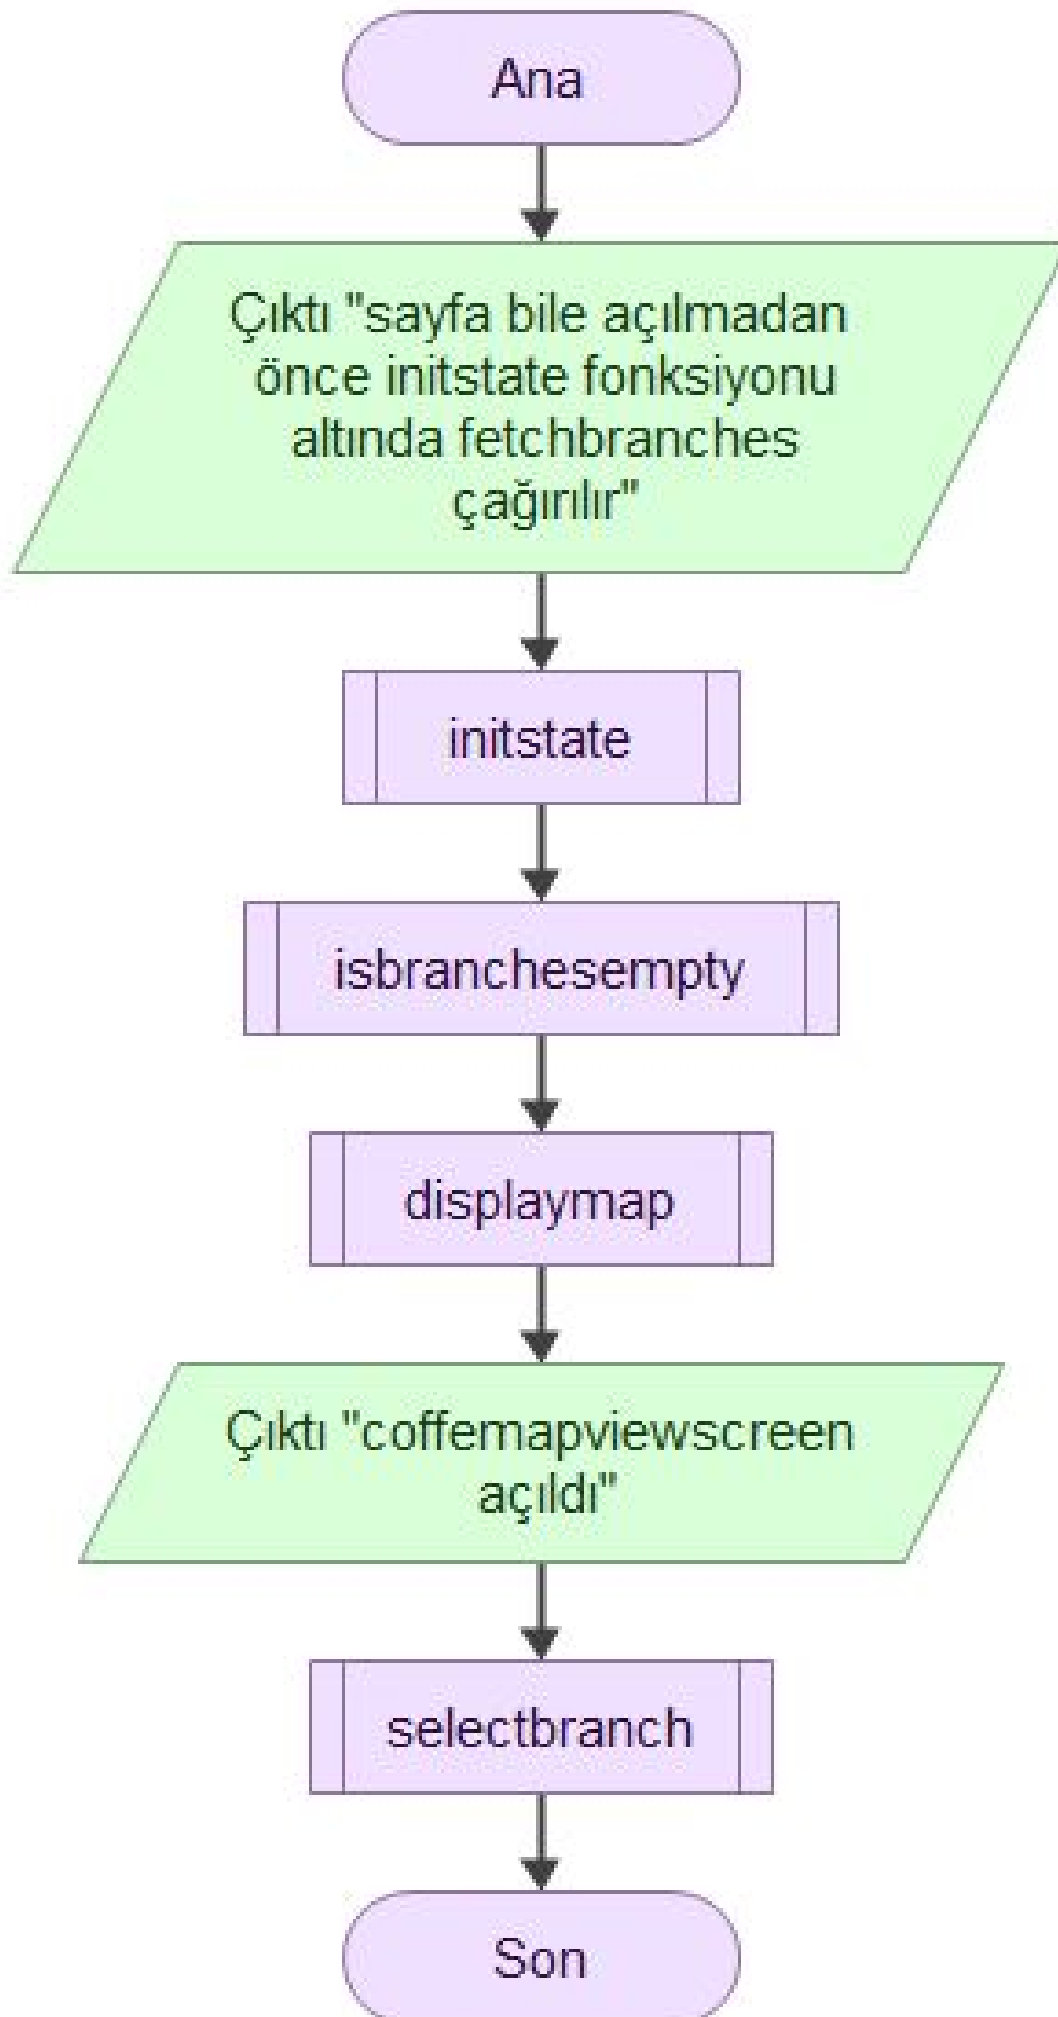 Ana
Çıktı "sayfa bile açılmadan
önce initstate fonksiyonu
altında fetchbranches
çağırılır"
initstate
isbranchesempty
displaymap
Çıktı "coffemapviewscreen
açıldı"
selectbranch
Son